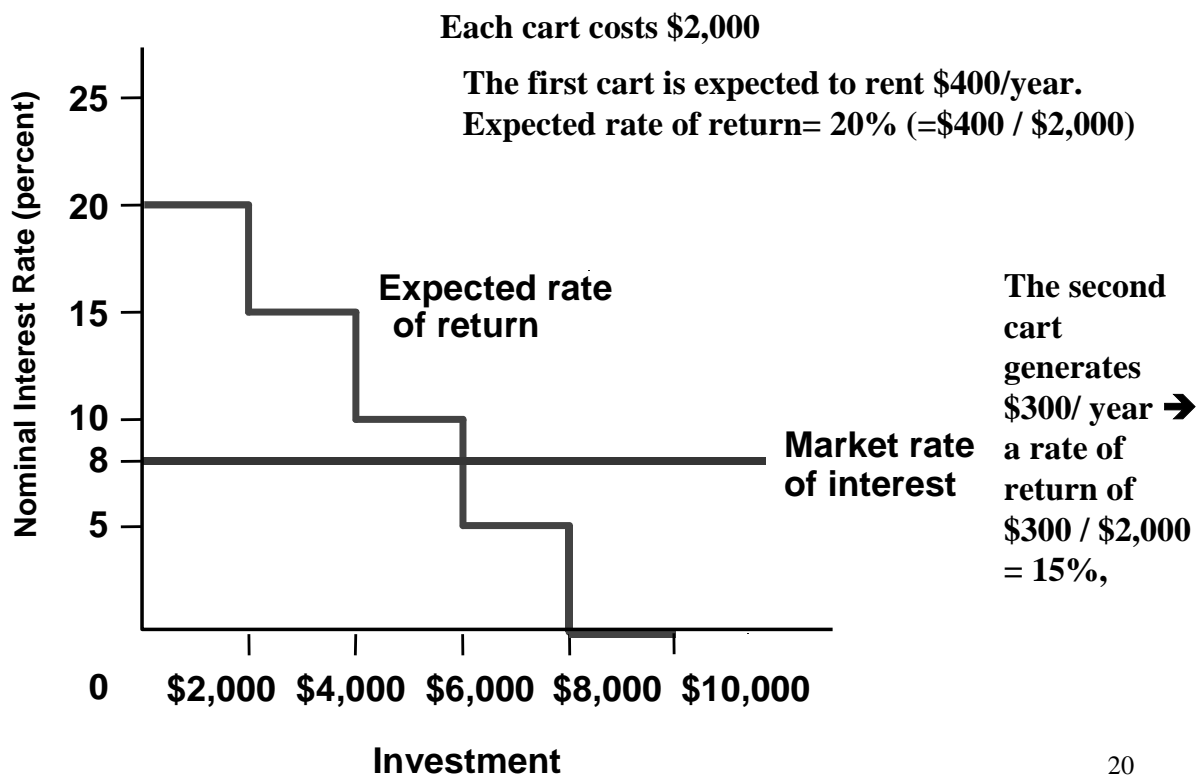 Each cart costs $2,000
The first cart is expected to rent $400/year.
Expected rate of return= 20% (=$400 / $2,000)
Nominal Interest Rate (percent)
25
20
15
10
8
5
Expected rate
of return
Market rate
of interest
The second
cart
generates
$300/ year ➔
a rate of
return of
$300 / $2,000
= 15%,
0 $2,000 $4,000 $6,000 $8,000 $10,000
Investment
20